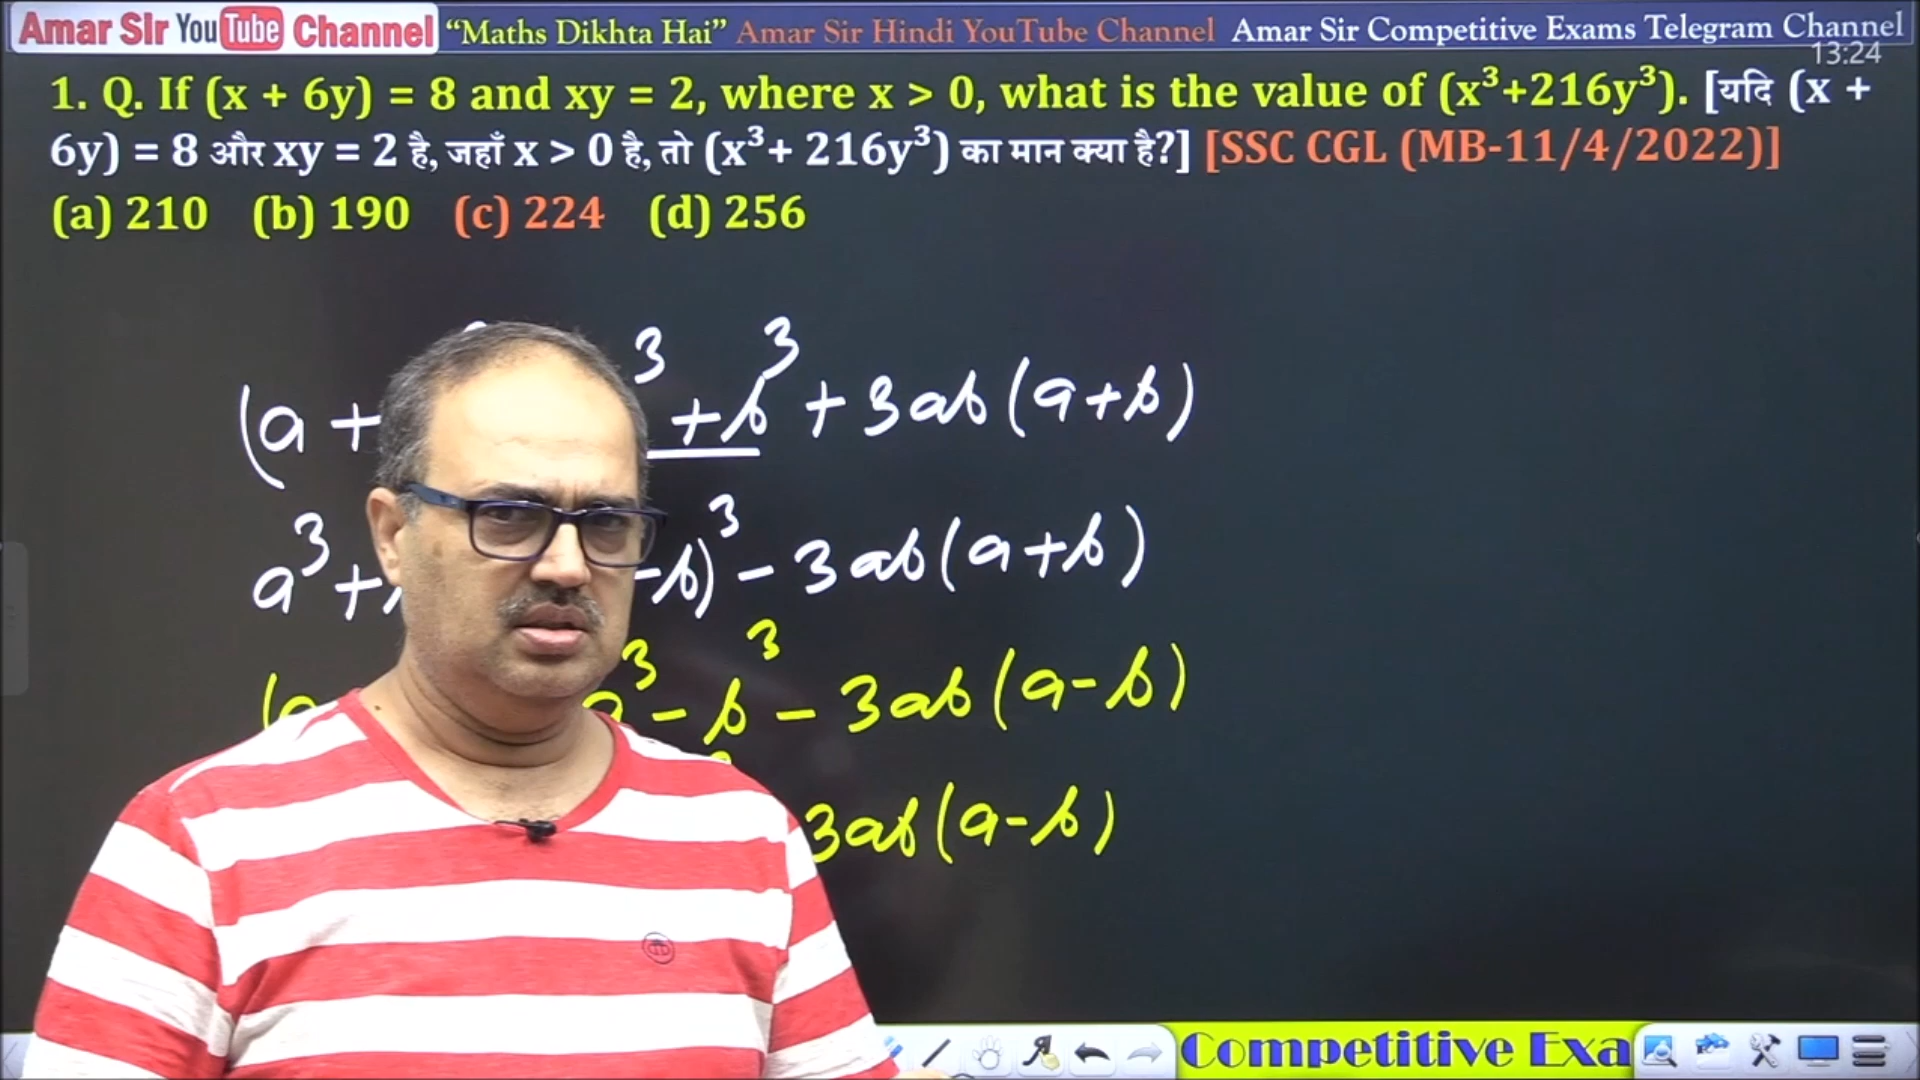 Amar Sir YouTube Channel "Maths Dikhta Hai" Amar Sir Hindi YouTube Channel Amar Sir Competitive Exams Telegram Channel
13:24
1. Q. If (x + 6y) = 8 and xy = 2, where x > 0, what is the value of (x³+216y³). [यदि (x +
6y) = 8 और xy = 2 है, जहाँ x > 0 है, तो (x³+ 216y³) का मान क्या है?] [SSC CGL (MB-11/4/2022)]
(a) 210 (b) 190 (c) 224 (d) 256
(a + ³ + b³ + 3ab(a+b)
a³+ b)³ - 3ab(a+b)
(a a³ - b³ - 3ab(a-b)
3ab(a-b)
Competitive Exa